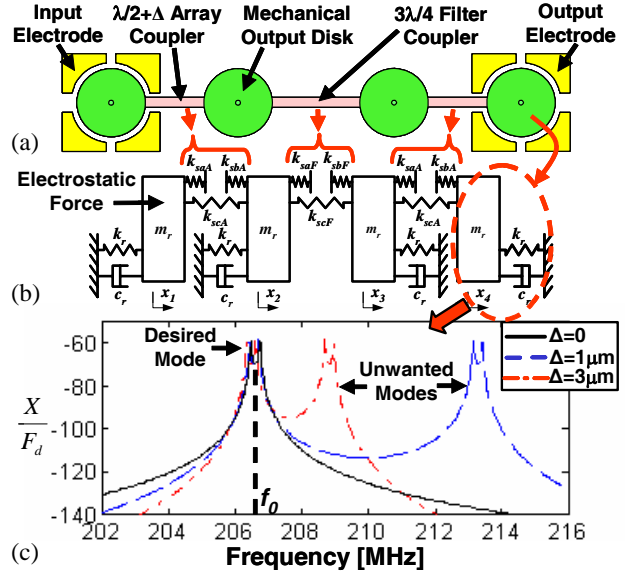 Input Electrode
λ/2+Δ Array Coupler
Mechanical Output Disk
3λ/4 Filter Coupler
Output Electrode
(a)
k_saA k_sbA k_saF k_sbF k_saA k_sbA
Electrostatic Force
k_scA k_scF k_scA
k_r m_r k_r m_r m_r k_r m_r k_r
(b)
c_r x_1 c_r x_2 x_3 c_r x_4 c_r
-60
-80
-100
-120
-140
X/F_d
Desired Mode
Unwanted Modes
Δ=0
Δ=1μm
Δ=3μm
f_0
202 204 206 208 210 212 214 216
(c)
Frequency [MHz]